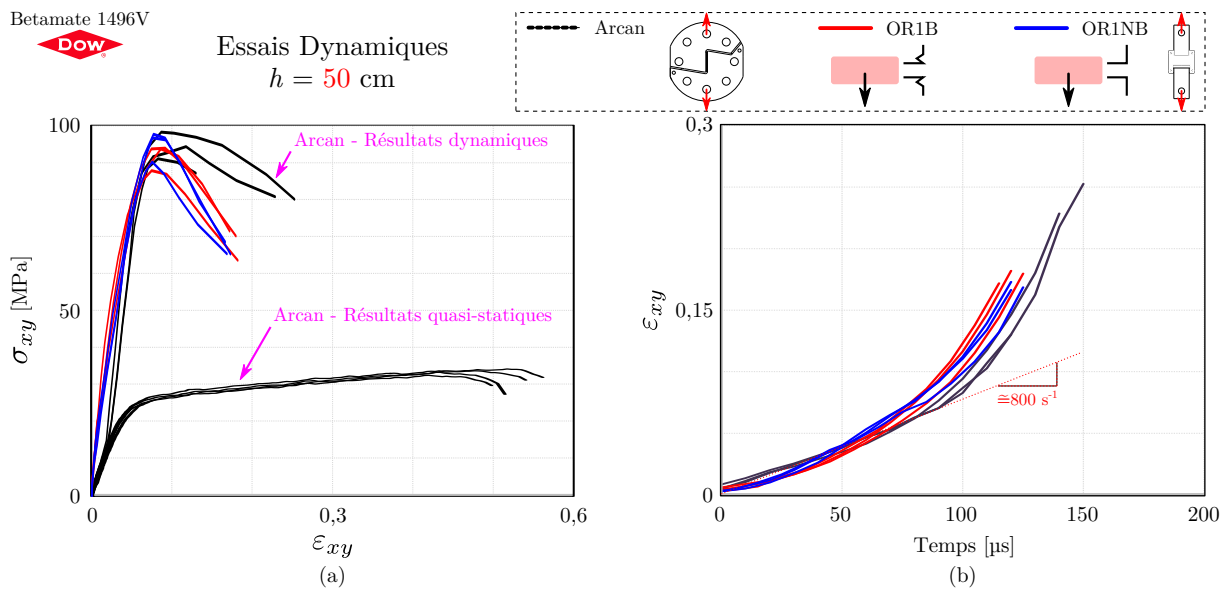 Betamate 1496V
Dow
Essais Dynamiques
h = 50 cm
Arcan
OR1B
OR1NB
100
50
0
σxy [MPa]
Arcan - Résultats dynamiques
Arcan - Résultats quasi-statiques
0
0,3
0,6
εxy
(a)
0,3
0,15
0
εxy
≅800 s-1
0
50
100
150
200
Temps [µs]
(b)